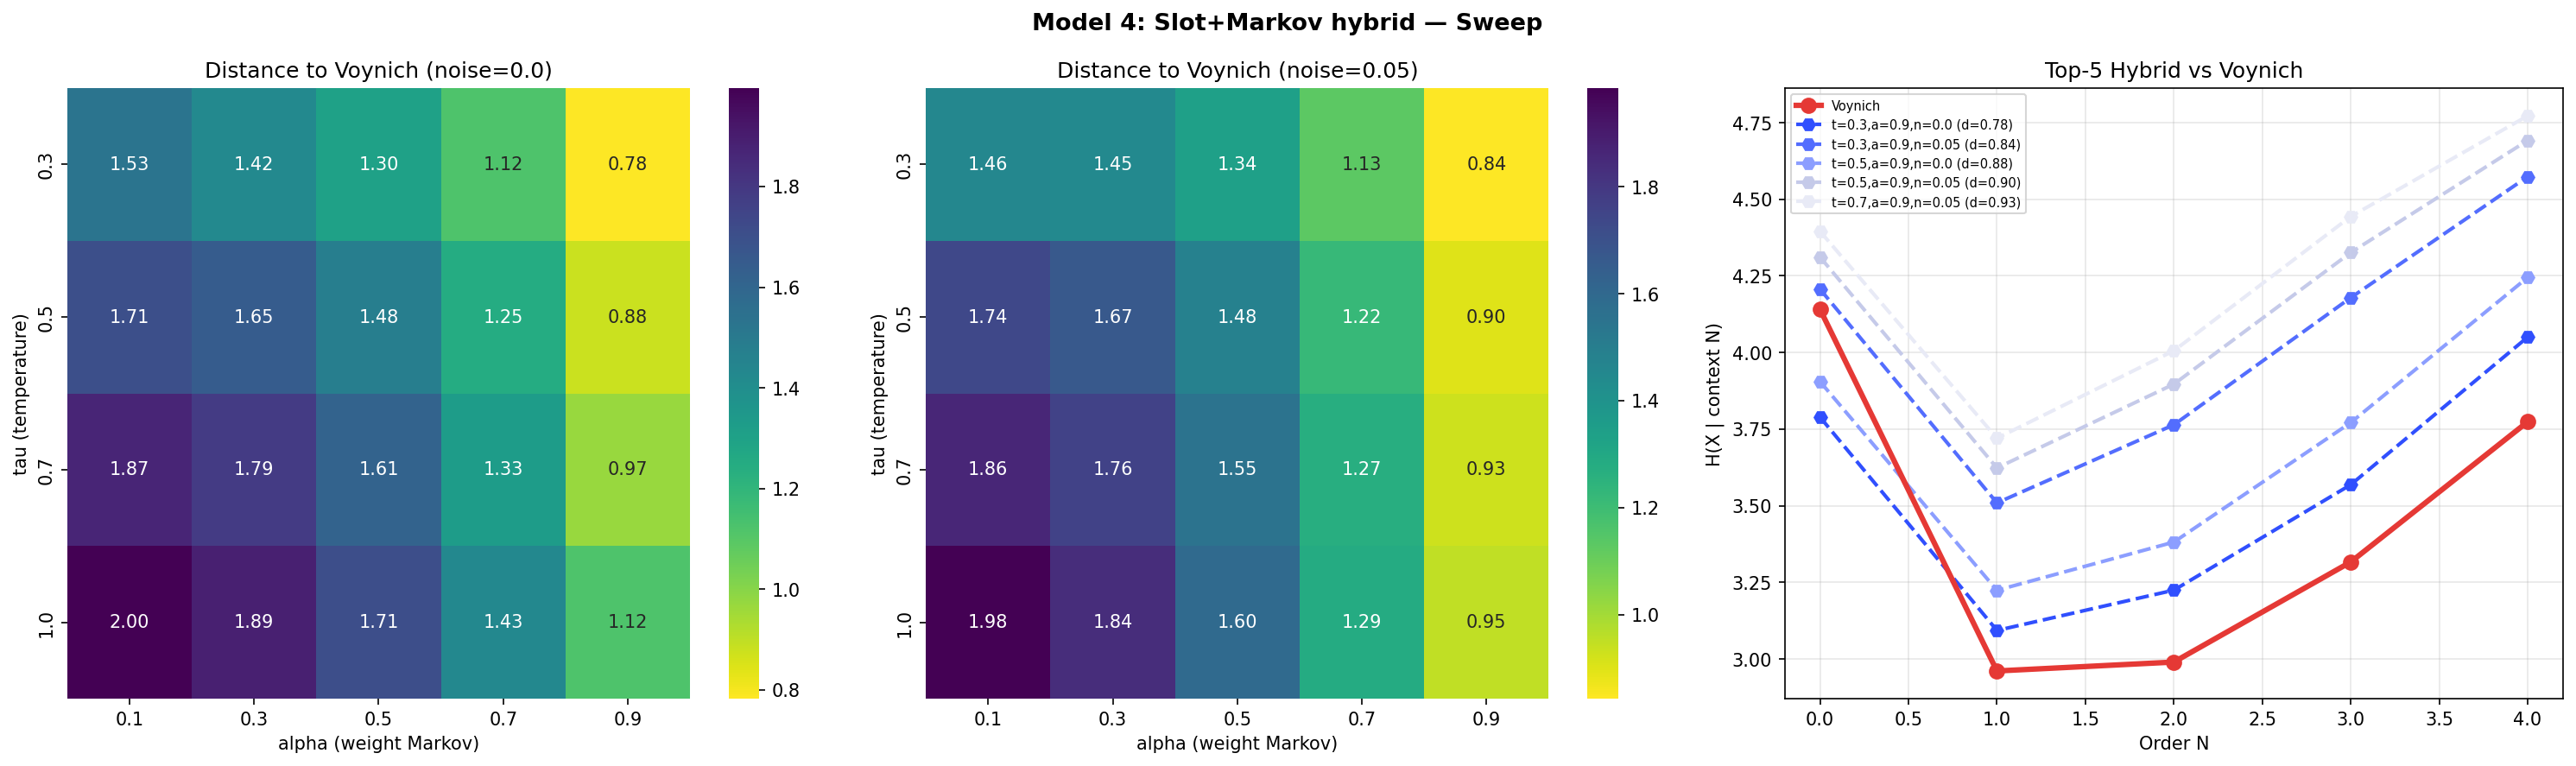 Model 4: Slot+Markov hybrid — Sweep
Distance to Voynich (noise=0.0)
tau (temperature)
0.3 1.53 1.42 1.30 1.12 0.78
0.5 1.71 1.65 1.48 1.25 0.88
0.7 1.87 1.79 1.61 1.33 0.97
1.0 2.00 1.89 1.71 1.43 1.12
0.1 0.3 0.5 0.7 0.9
alpha (weight Markov)
1.8
1.6
1.4
1.2
1.0
0.8
Distance to Voynich (noise=0.05)
tau (temperature)
0.3 1.46 1.45 1.34 1.13 0.84
0.5 1.74 1.67 1.48 1.22 0.90
0.7 1.86 1.76 1.55 1.27 0.93
1.0 1.98 1.84 1.60 1.29 0.95
0.1 0.3 0.5 0.7 0.9
alpha (weight Markov)
1.8
1.6
1.4
1.2
1.0
Top-5 Hybrid vs Voynich
Voynich
t=0.3,a=0.9,n=0.0 (d=0.78)
t=0.3,a=0.9,n=0.05 (d=0.84)
t=0.5,a=0.9,n=0.0 (d=0.88)
t=0.5,a=0.9,n=0.05 (d=0.90)
t=0.7,a=0.9,n=0.05 (d=0.93)
H(X | context N)
4.75
4.50
4.25
4.00
3.75
3.50
3.25
3.00
0.0 0.5 1.0 1.5 2.0 2.5 3.0 3.5 4.0
Order N